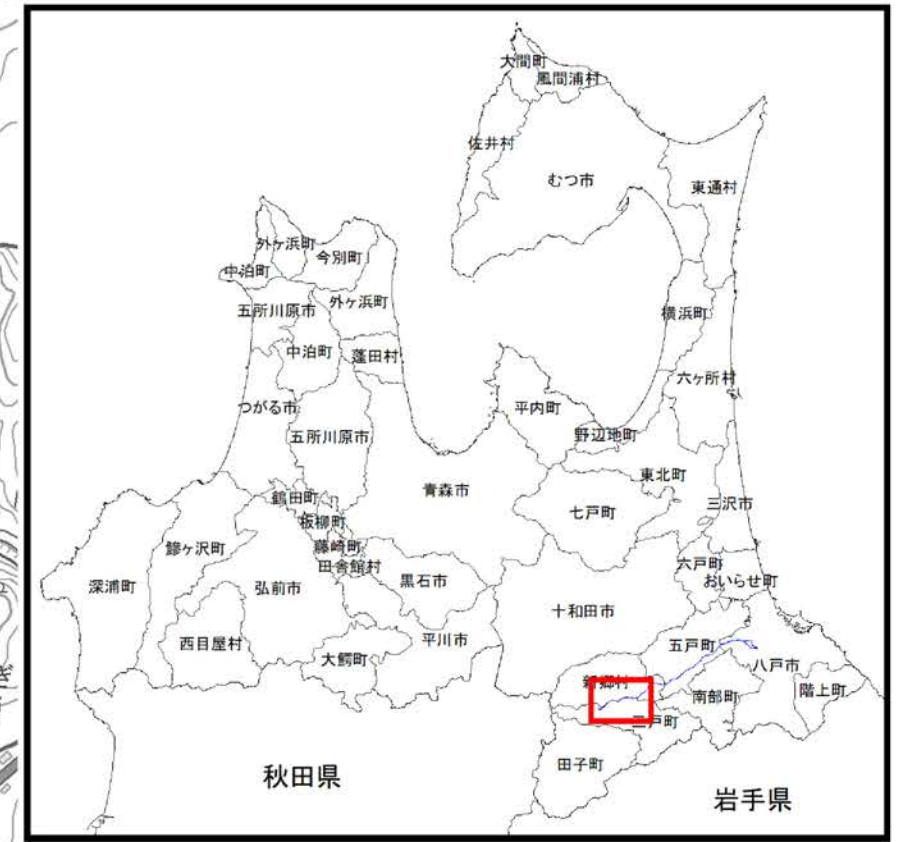 大間町
風間浦村
佐井村
むつ市
東通村
外ヶ浜町
今別町
中泊町
五所川原市
外ヶ浜町
横浜町
中泊町
蓬田村
六ヶ所村
つがる市
平内町
五所川原市
野辺地町
東北町
青森市
鶴田町
三沢市
七戸町
板柳町
藤崎町
鰺ヶ沢町
田舎館村
六戸町
おいらせ町
黒石市
深浦町
弘前市
十和田市
西目屋村
平川市
五戸町
大鰐町
八戸市
新郷村
階上町
南部町
三戸町
田子町
秋田県
岩手県